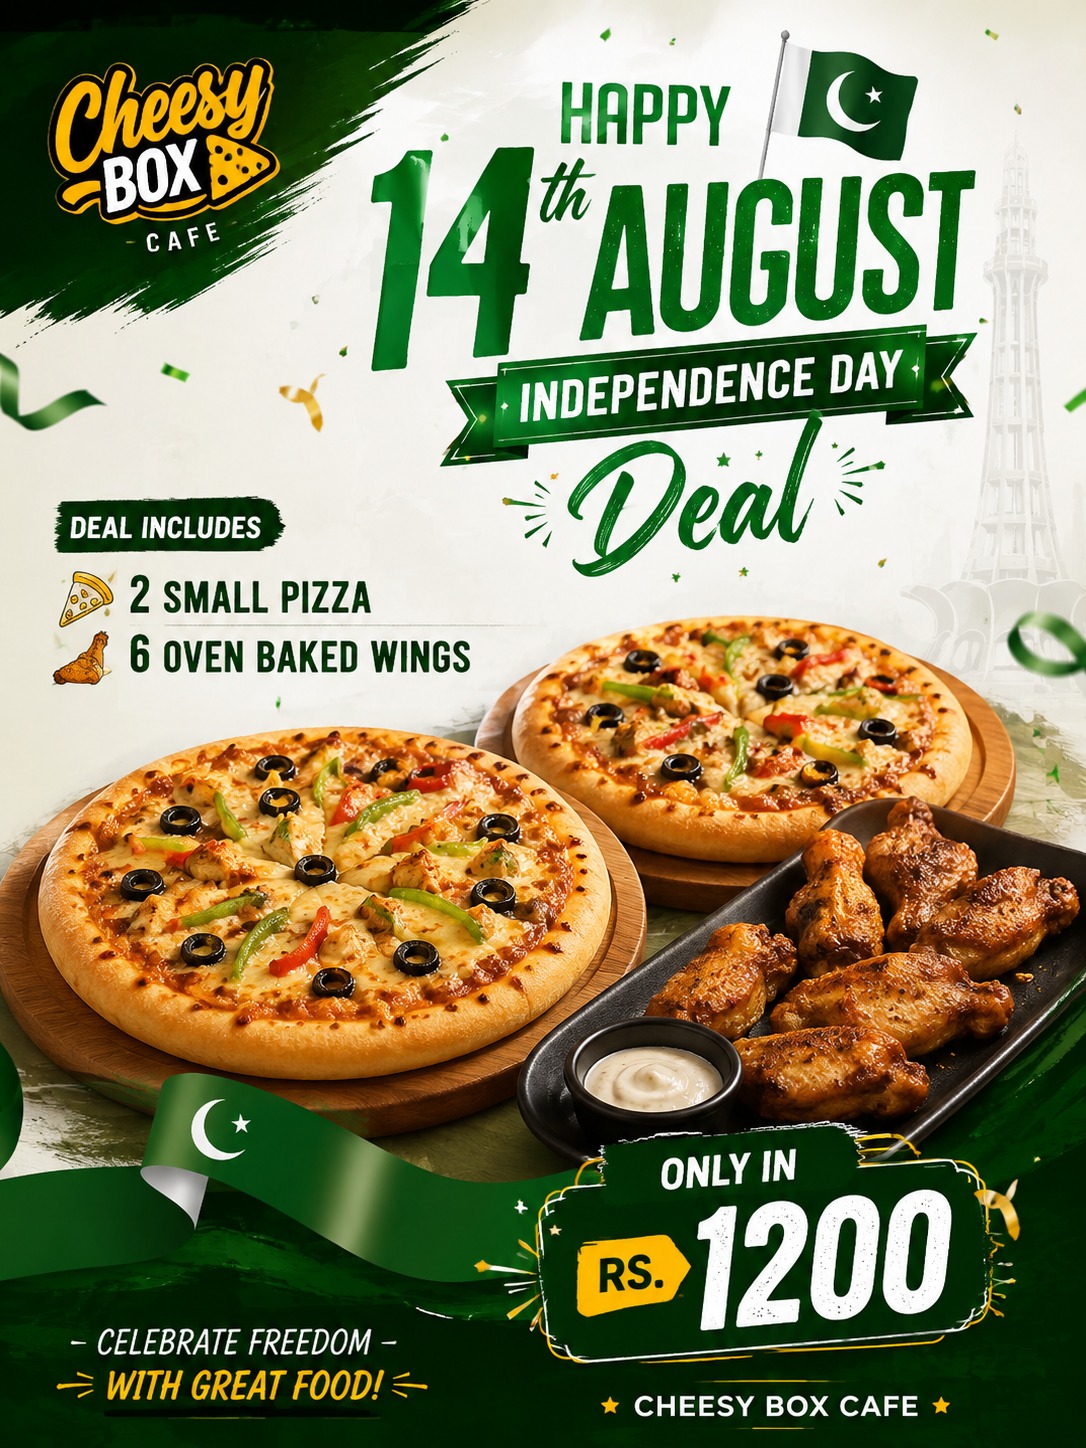 Cheesy
BOX
CAFE
HAPPY
14th AUGUST
INDEPENDENCE DAY
Deal
DEAL INCLUDES
2 SMALL PIZZA
6 OVEN BAKED WINGS
ONLY IN
RS. 1200
- CELEBRATE FREEDOM -
WITH GREAT FOOD!
★ CHEESY BOX CAFE ★